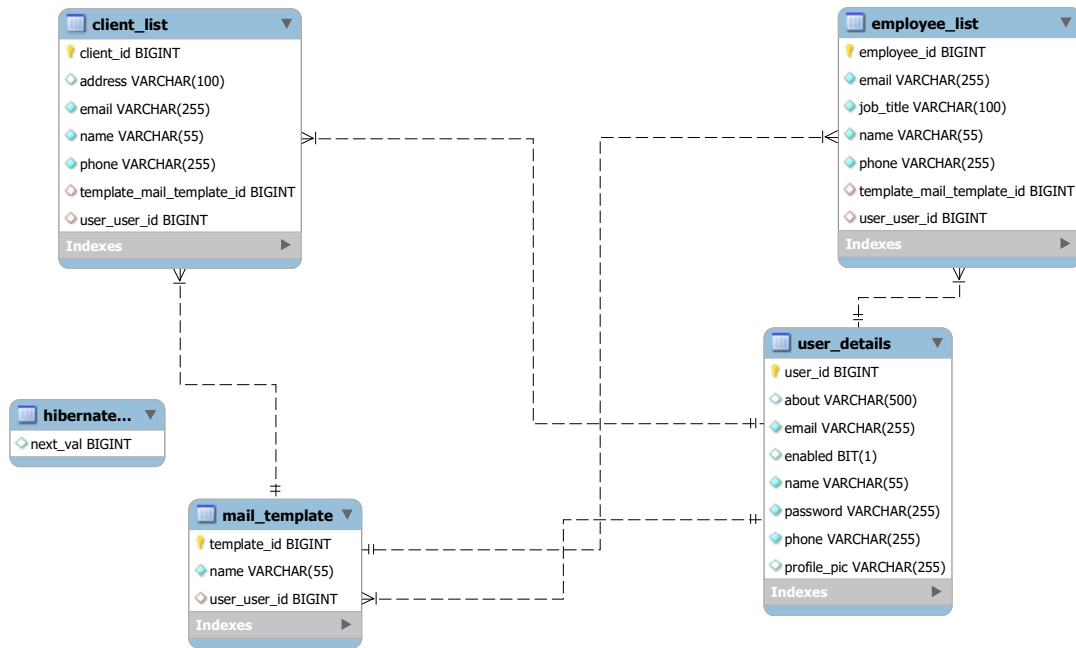 client_list
client_id BIGINT
address VARCHAR(100)
email VARCHAR(255)
name VARCHAR(55)
phone VARCHAR(255)
template_mail_template_id BIGINT
user_user_id BIGINT
Indexes
employee_list
employee_id BIGINT
email VARCHAR(255)
job_title VARCHAR(100)
name VARCHAR(55)
phone VARCHAR(255)
template_mail_template_id BIGINT
user_user_id BIGINT
Indexes
user_details
user_id BIGINT
about VARCHAR(500)
email VARCHAR(255)
enabled BIT(1)
name VARCHAR(55)
password VARCHAR(255)
phone VARCHAR(255)
profile_pic VARCHAR(255)
Indexes
hibernate...
next_val BIGINT
mail_template
template_id BIGINT
name VARCHAR(55)
user_user_id BIGINT
Indexes